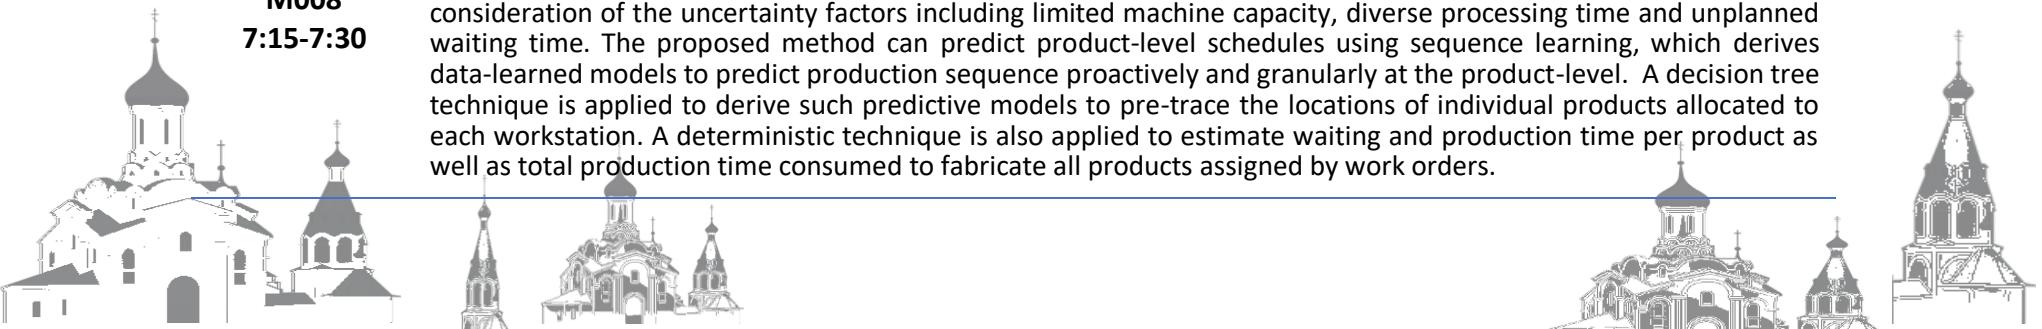 M008
7:15-7:30
consideration of the uncertainty factors including limited machine capacity, diverse processing time and unplanned
waiting time. The proposed method can predict product-level schedules using sequence learning, which derives
data-learned models to predict production sequence proactively and granularly at the product-level. A decision tree
technique is applied to derive such predictive models to pre-trace the locations of individual products allocated to
each workstation. A deterministic technique is also applied to estimate waiting and production time per product as
well as total production time consumed to fabricate all products assigned by work orders.